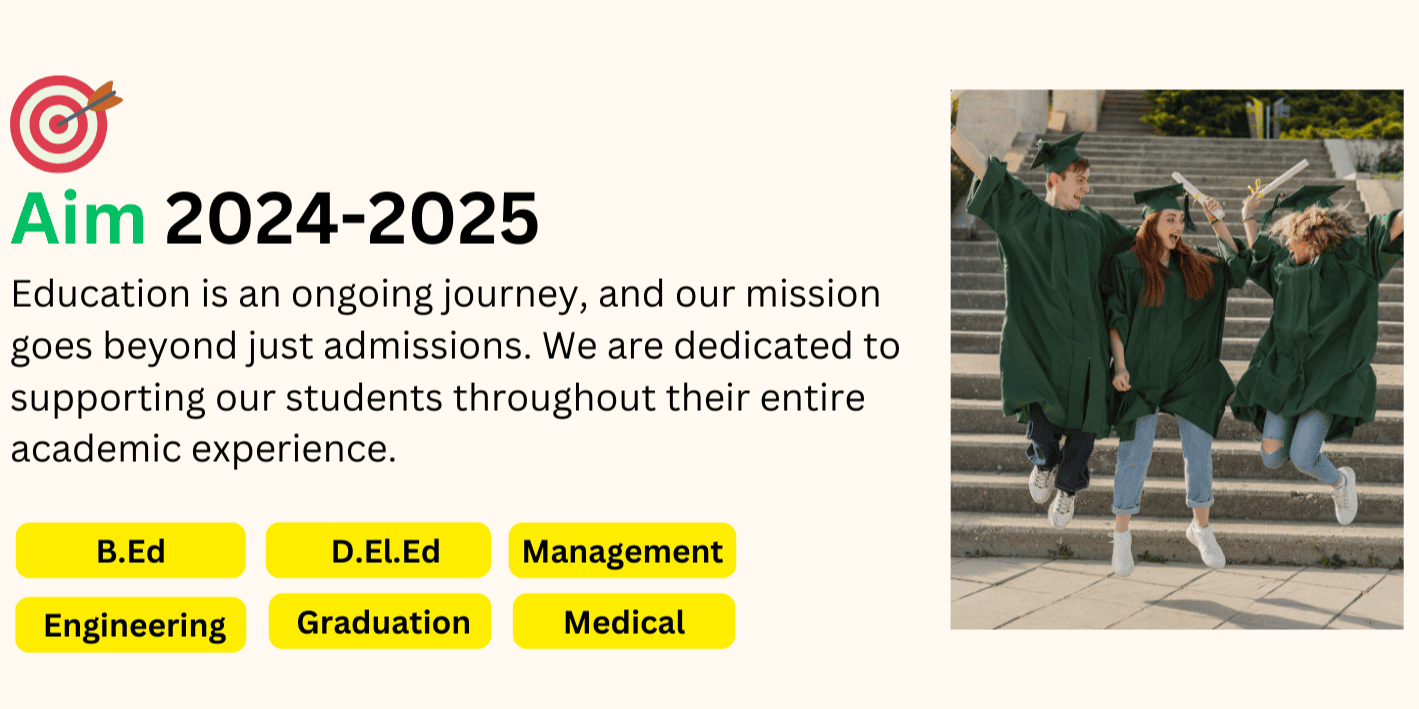 Aim 2024-2025
Education is an ongoing journey, and our mission
goes beyond just admissions. We are dedicated to
supporting our students throughout their entire
academic experience.
B.Ed
D.El.Ed
Management
Engineering
Graduation
Medical